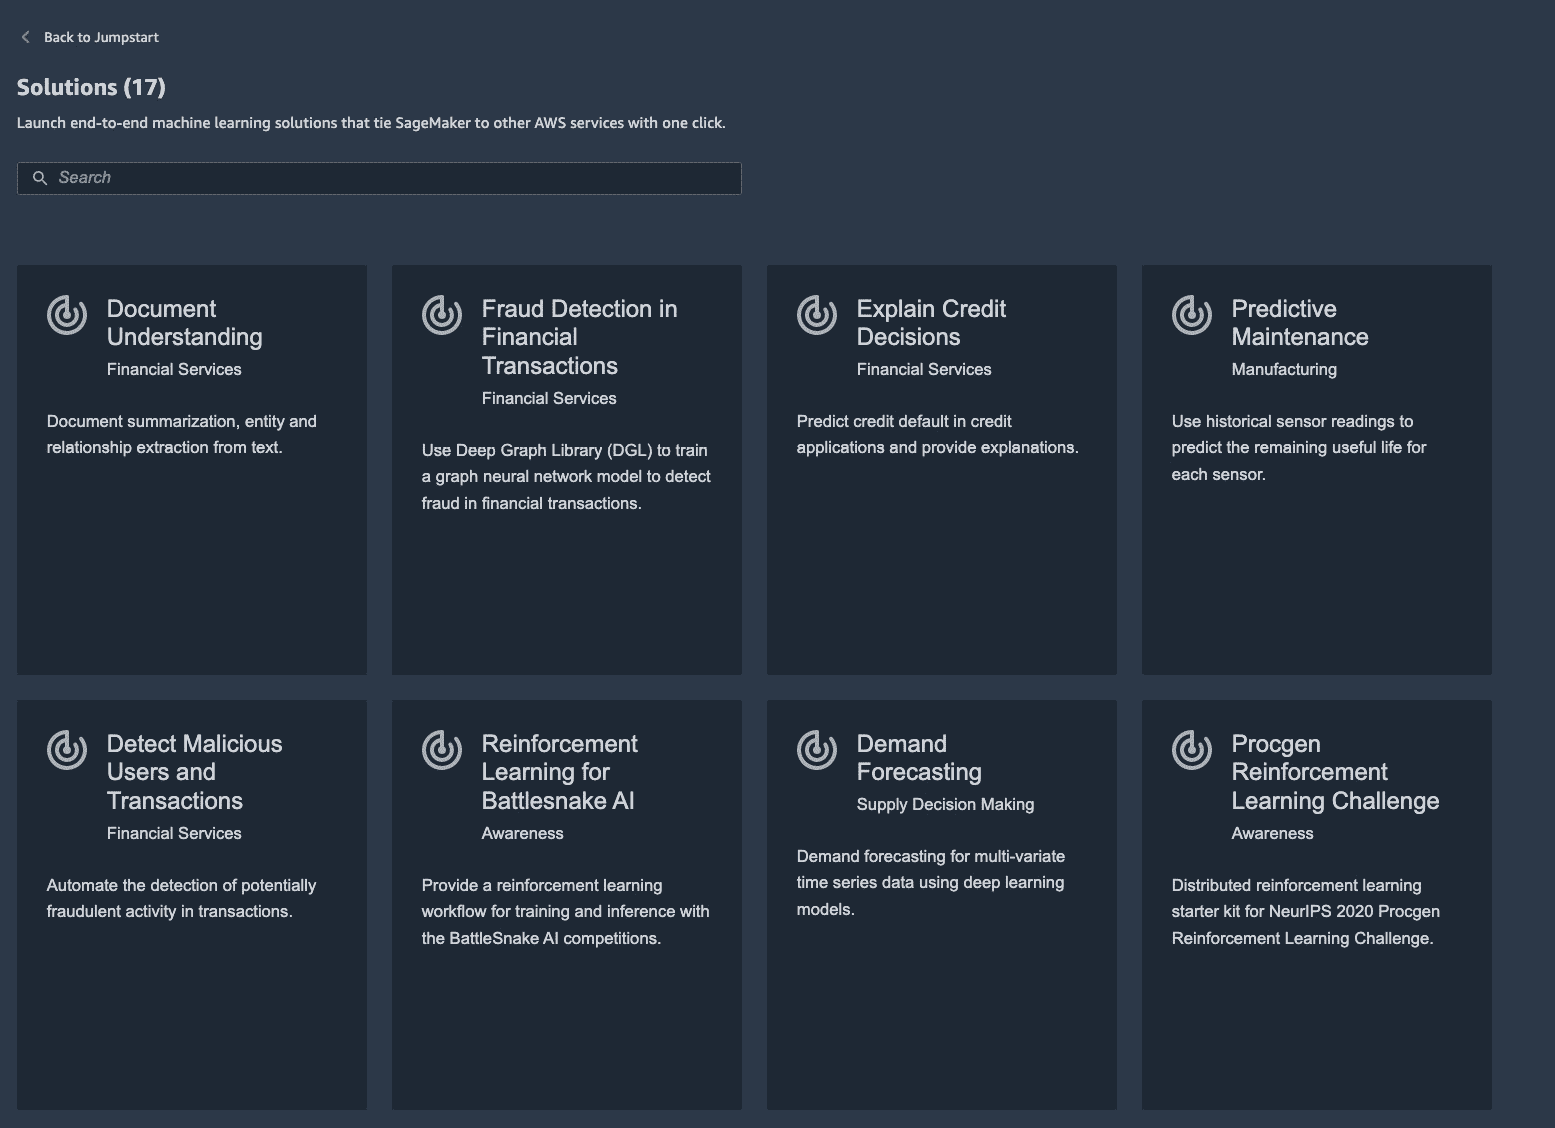 Back to Jumpstart
Solutions (17)
Launch end-to-end machine learning solutions that tie SageMaker to other AWS services with one click.
Search
Document
Understanding
Financial Services
Document summarization, entity and
relationship extraction from text.
Fraud Detection in
Financial
Transactions
Financial Services
Use Deep Graph Library (DGL) to train
a graph neural network model to detect
fraud in financial transactions.
Explain Credit
Decisions
Financial Services
Predict credit default in credit
applications and provide explanations.
Predictive
Maintenance
Manufacturing
Use historical sensor readings to
predict the remaining useful life for
each sensor.
Detect Malicious
Users and
Transactions
Financial Services
Automate the detection of potentially
fraudulent activity in transactions.
Reinforcement
Learning for
Battlesnake AI
Awareness
Provide a reinforcement learning
workflow for training and inference with
the BattleSnake AI competitions.
Demand
Forecasting
Supply Decision Making
Demand forecasting for multi-variate
time series data using deep learning
models.
Procgen
Reinforcement
Learning Challenge
Awareness
Distributed reinforcement learning
starter kit for NeurIPS 2020 Procgen
Reinforcement Learning Challenge.